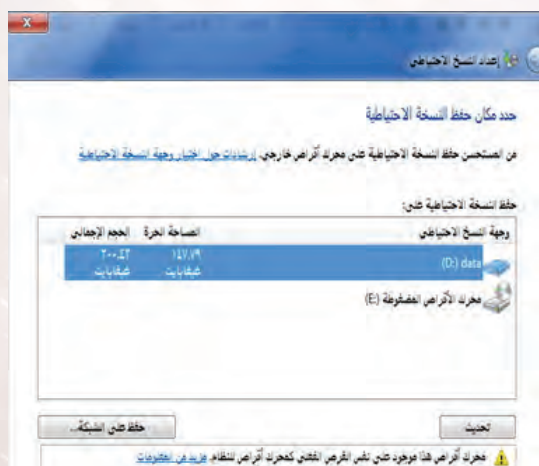 إعداد النسخ الاحتياطي
حدد مكان حفظ النسخة الاحتياطية
من المستحسن حفظ النسخة الاحتياطية على محرك أقراص خارجي. إرشادات حول اختيار وجهة النسخة الاحتياطية
حفظ النسخة الاحتياطية على:
وجهة النسخ الاحتياطي المساحة الحرة الحجم الإجمالي
(D:) data ١٤٧.٧٩ ٢٠٠.٤٣
غيغابايت غيغابايت
محرك الأقراص المضغوطة (E:)
تحديث حفظ على الشبكة...
محرك أقراص هذا موجود على نفس القرص الفعلي كمحرك أقراص للنظام. مزيد من المعلومات